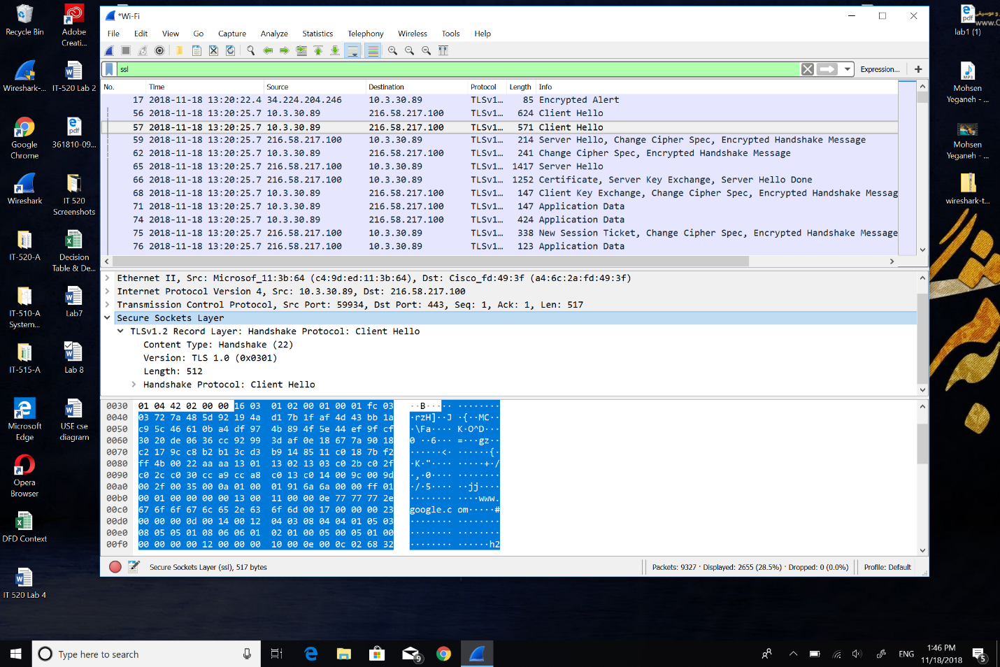 Recycle Bin
Adobe
Creati...
Wireshark-...
IT-520 Lab 2
Google
Chrome
361810-09...
Wireshark
IT 520
Screenshots
IT-520-A
Decision
Table & De...
IT-510-A
System...
Lab7
IT-515-A
Lab 8
Microsoft
Edge
USE cse
diagram
Opera
Browser
DFD Context
IT 520 Lab 4
*Wi-Fi
File Edit View Go Capture Analyze Statistics Telephony Wireless Tools Help
ssl
Expression... +
No. Time Source Destination Protocol Length Info
17 2018-11-18 13:20:22.4 34.224.204.246 10.3.30.89 TLSv1... 85 Encrypted Alert
56 2018-11-18 13:20:25.7 10.3.30.89 216.58.217.100 TLSv1... 624 Client Hello
57 2018-11-18 13:20:25.7 10.3.30.89 216.58.217.100 TLSv1... 571 Client Hello
59 2018-11-18 13:20:25.7 216.58.217.100 10.3.30.89 TLSv1... 214 Server Hello, Change Cipher Spec, Encrypted Handshake Message
62 2018-11-18 13:20:25.7 10.3.30.89 216.58.217.100 TLSv1... 241 Change Cipher Spec, Encrypted Handshake Message
65 2018-11-18 13:20:25.7 216.58.217.100 10.3.30.89 TLSv1... 1417 Server Hello
66 2018-11-18 13:20:25.7 216.58.217.100 10.3.30.89 TLSv1... 1252 Certificate, Server Key Exchange, Server Hello Done
68 2018-11-18 13:20:25.7 10.3.30.89 216.58.217.100 TLSv1... 147 Client Key Exchange, Change Cipher Spec, Encrypted Handshake Messag
71 2018-11-18 13:20:25.7 10.3.30.89 216.58.217.100 TLSv1... 147 Application Data
74 2018-11-18 13:20:25.7 10.3.30.89 216.58.217.100 TLSv1... 424 Application Data
75 2018-11-18 13:20:25.7 216.58.217.100 10.3.30.89 TLSv1... 338 New Session Ticket, Change Cipher Spec, Encrypted Handshake Message
76 2018-11-18 13:20:25.7 216.58.217.100 10.3.30.89 TLSv1... 123 Application Data
Ethernet II, Src: Microsof_11:3b:64 (c4:9d:ed:11:3b:64), Dst: Cisco_fd:49:3f (a4:6c:2a:fd:49:3f)
Internet Protocol Version 4, Src: 10.3.30.89, Dst: 216.58.217.100
Transmission Control Protocol, Src Port: 59934, Dst Port: 443, Seq: 1, Ack: 1, Len: 517
Secure Sockets Layer
TLSv1.2 Record Layer: Handshake Protocol: Client Hello
Content Type: Handshake (22)
Version: TLS 1.0 (0x0301)
Length: 512
Handshake Protocol: Client Hello
0030 01 04 42 02 00 00 16 03 01 02 00 01 00 01 fc 03 ··B····· ········
0040 03 72 7a 48 5d 92 19 4a d1 7b 1f af 4d 43 bb 1a ·rzH]··J ·{··MC··
0050 c9 5c 46 61 0b a4 df 97 4b 89 4f 5e 44 ef 9f cf ·\Fa···· K·O^D···
0060 30 20 de 06 36 cc 92 99 3d af 0e 18 67 7a 90 18 0 ··6··· =···gz··
0070 c2 17 9c c8 b2 b1 3c d3 b9 14 85 11 c0 18 7b f2 ······<· ······{·
0080 ff 4b 00 22 aa aa 13 01 13 02 13 03 c0 2b c0 2f ·K·"···· ·····+·/
0090 c0 2c c0 30 cc a9 cc a8 c0 13 c0 14 00 9c 00 9d ·,·0···· ········
00a0 00 2f 00 35 00 0a 01 00 01 91 6a 6a 00 00 ff 01 ·/·5···· ··jj····
00b0 00 01 00 00 00 00 13 00 11 00 00 0e 77 77 77 2e ········ ····www.
00c0 67 6f 6f 67 6c 65 2e 63 6f 6d 00 17 00 00 00 23 google.c om·····#
00d0 00 00 00 0d 00 14 00 12 04 03 08 04 04 01 05 03 ········ ········
00e0 08 05 05 01 08 06 06 01 02 01 00 05 00 05 01 00 ········ ········
00f0 00 00 00 00 12 00 00 00 10 00 0e 00 0c 02 68 32 ········ ······h2
Secure Sockets Layer (ssl), 517 bytes
Packets: 9327 · Displayed: 2655 (28.5%) · Dropped: 0 (0.0%)
Profile: Default
lab1 (1)
Mohsen
Yeganeh - ...
Mohsen
Yeganeh - ...
wireshark-t...
Type here to search
9
ENG
1:46 PM
11/18/2018
5